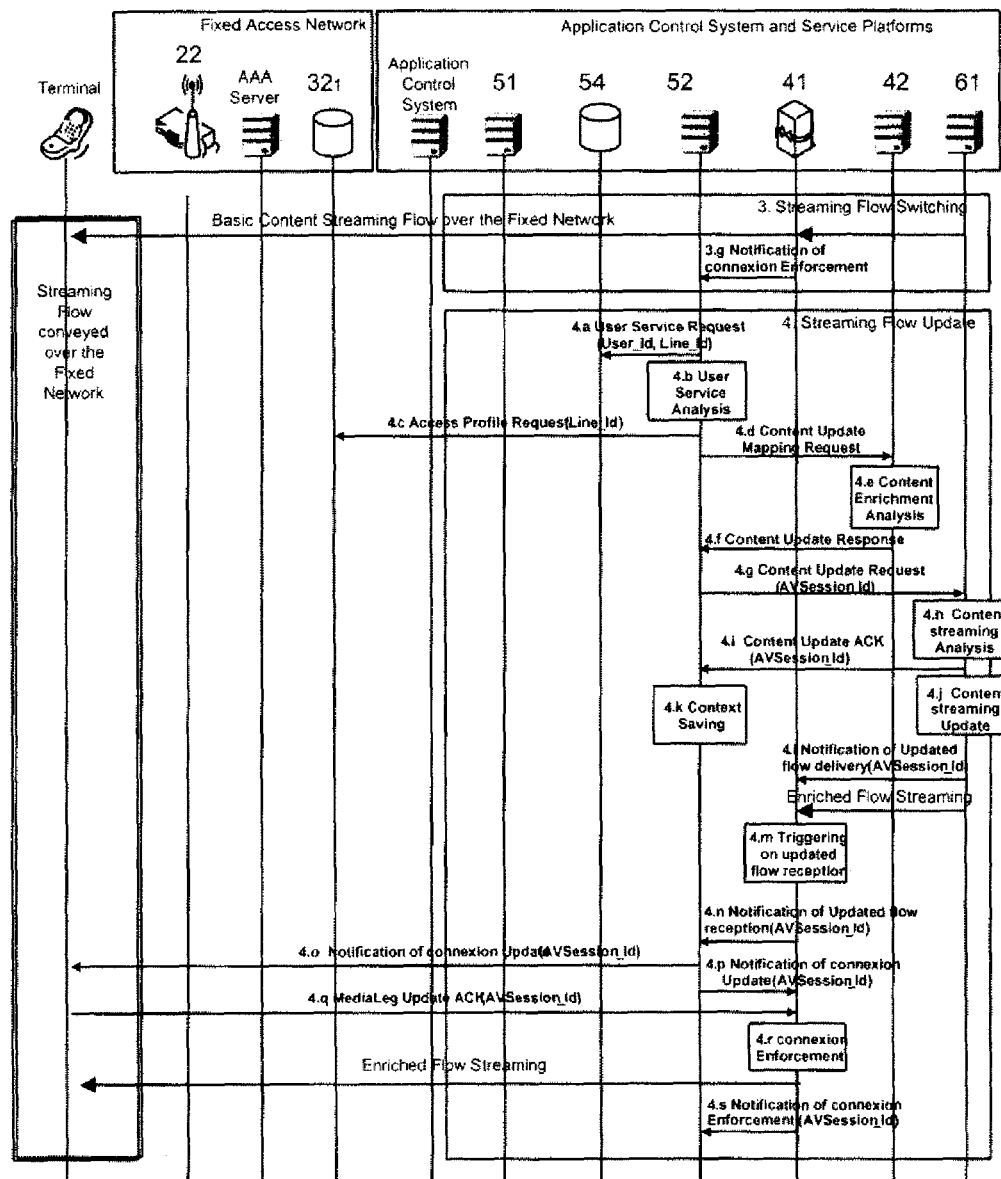 Fixed Access Network
Application Control System and Service Platforms
22
Terminal
AAA
Server
321
Application
Control
System
51
54
52
41
42
61
3. Streaming Flow Switching
Basic Content Streaming Flow over the Fixed Network
3.g Notification of
connexion Enforcement
Streaming
Flow
conveyed
over the
Fixed
Network
4. Streaming Flow Update
4.a User Service Request
(User_id, Line_Id)
4.b User
Service
Analysis
4.c Access Profile Request(Line_Id)
4.d Content Update
Mapping Request
4.e Content
Enrichment
Analysis
4.f Content Update Response
4.g Content Update Request
(AVSession_Id)
4.h Conten
streaming
Analysis
4.i Content Update ACK
(AVSession_Id)
4.j Conten
streaming
Update
4.k Context
Saving
4.l Notification of Updated
flow delivery(AVSession_Id)
Enriched Flow Streaming
4.m Triggering
on updated
flow reception
4.n Notification of Updated flow
reception(AVSession_Id)
4.o Notification of connexion Update(AVSession_Id)
4.p Notification of connexion
Update(AVSession_Id)
4.q MediaLeg Update ACK(AVSession_Id)
4.r connexion
Enforcement
Enriched Flow Streaming
4.s Notification of connexion
Enforcement (AVSession_Id)